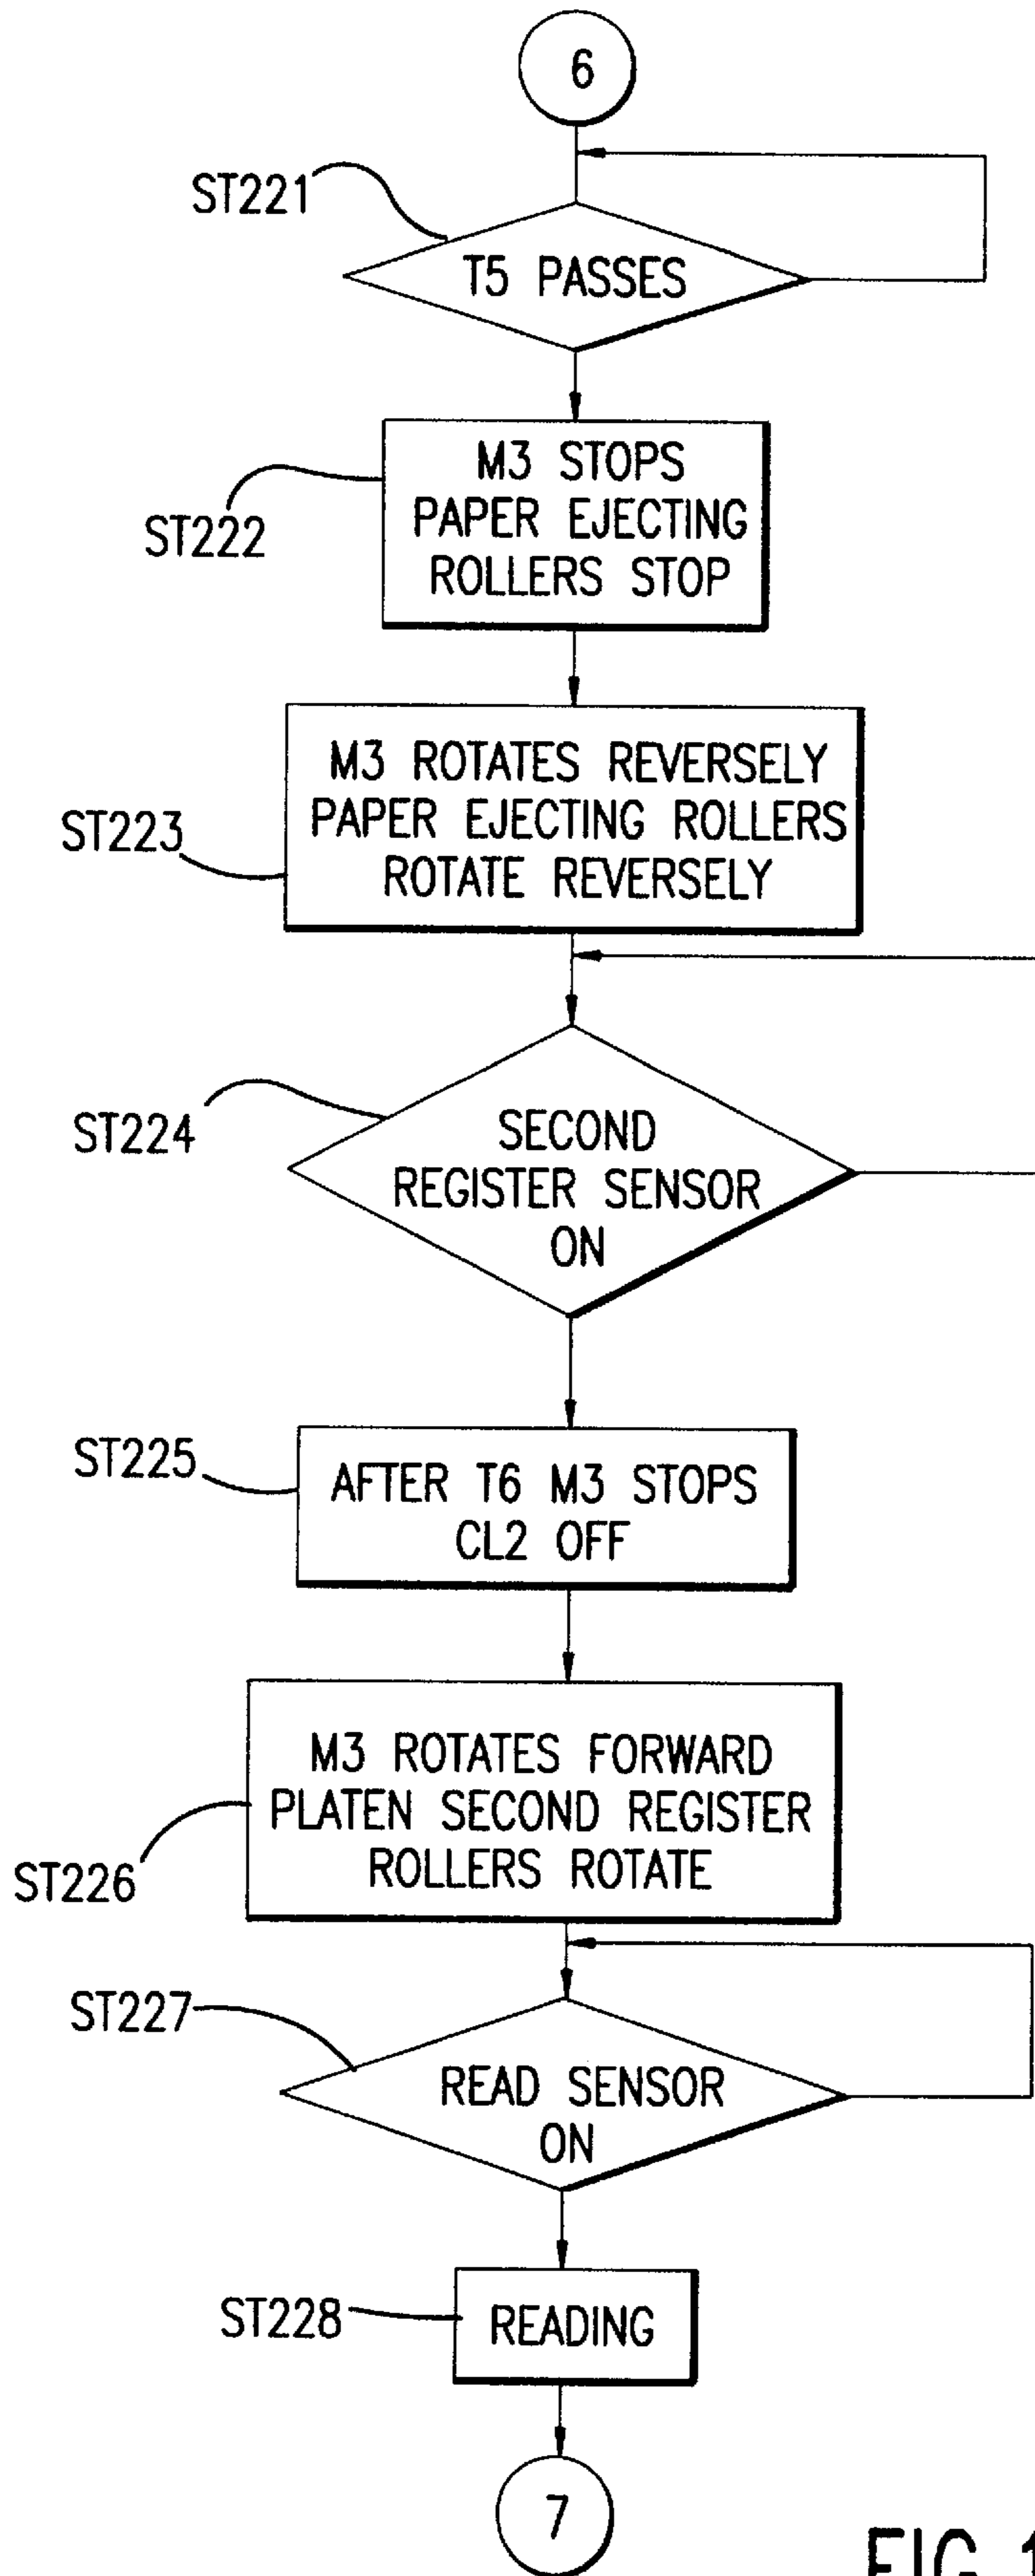 6
ST221
T5 PASSES
ST222
M3 STOPS
PAPER EJECTING
ROLLERS STOP
ST223
M3 ROTATES REVERSELY
PAPER EJECTING ROLLERS
ROTATE REVERSELY
ST224
SECOND
REGISTER SENSOR
ON
ST225
AFTER T6 M3 STOPS
CL2 OFF
ST226
M3 ROTATES FORWARD
PLATEN SECOND REGISTER
ROLLERS ROTATE
ST227
READ SENSOR
ON
ST228
READING
7